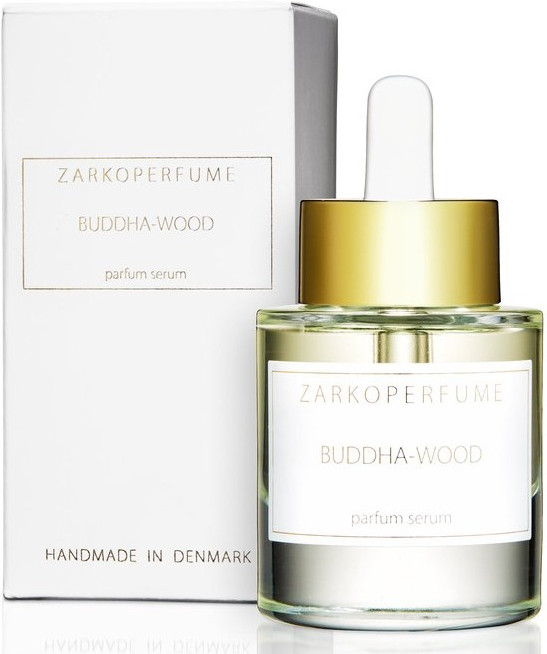 ZARKOPERFUME
BUDDHA-WOOD
parfum serum
HANDMADE IN DENMARK
ZARKOPERFUME
BUDDHA-WOOD
parfum serum